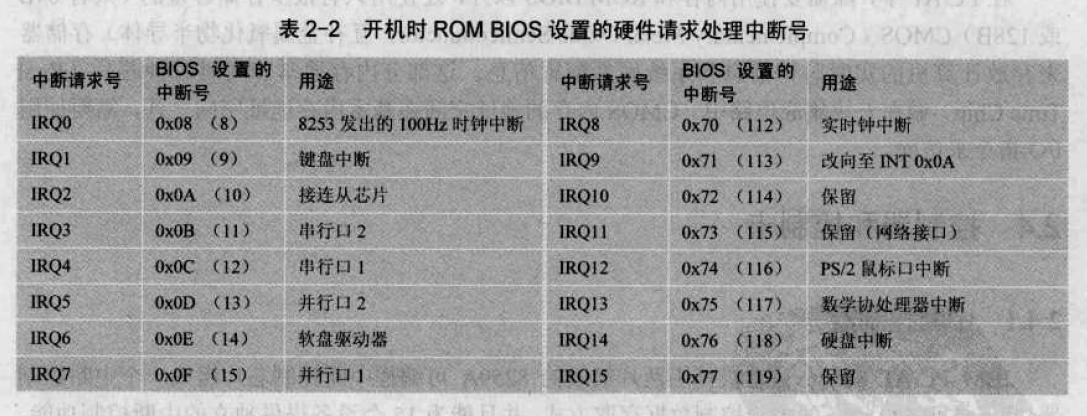 表 2-2 开机时 ROM BIOS 设置的硬件请求处理中断号
中断请求号 BIOS 设置的中断号 用途 中断请求号 BIOS 设置的中断号 用途
IRQ0 0x08（8） 8253 发出的 100Hz 时钟中断 IRQ8 0x70（112） 实时钟中断
IRQ1 0x09（9） 键盘中断 IRQ9 0x71（113） 改向至 INT 0x0A
IRQ2 0x0A（10） 接连从芯片 IRQ10 0x72（114） 保留
IRQ3 0x0B（11） 串行口 2 IRQ11 0x73（115） 保留（网络接口）
IRQ4 0x0C（12） 串行口 1 IRQ12 0x74（116） PS/2 鼠标口中断
IRQ5 0x0D（13） 并行口 2 IRQ13 0x75（117） 数学协处理器中断
IRQ6 0x0E（14） 软盘驱动器 IRQ14 0x76（118） 硬盘中断
IRQ7 0x0F（15） 并行口 1 IRQ15 0x77（119） 保留